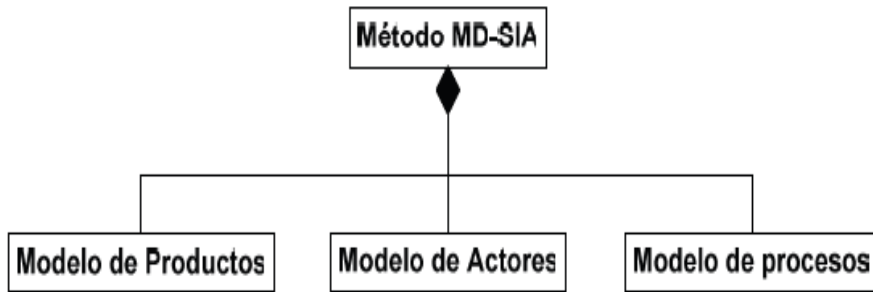 Método MD-SIA
Modelo de Productos
Modelo de Actores
Modelo de procesos